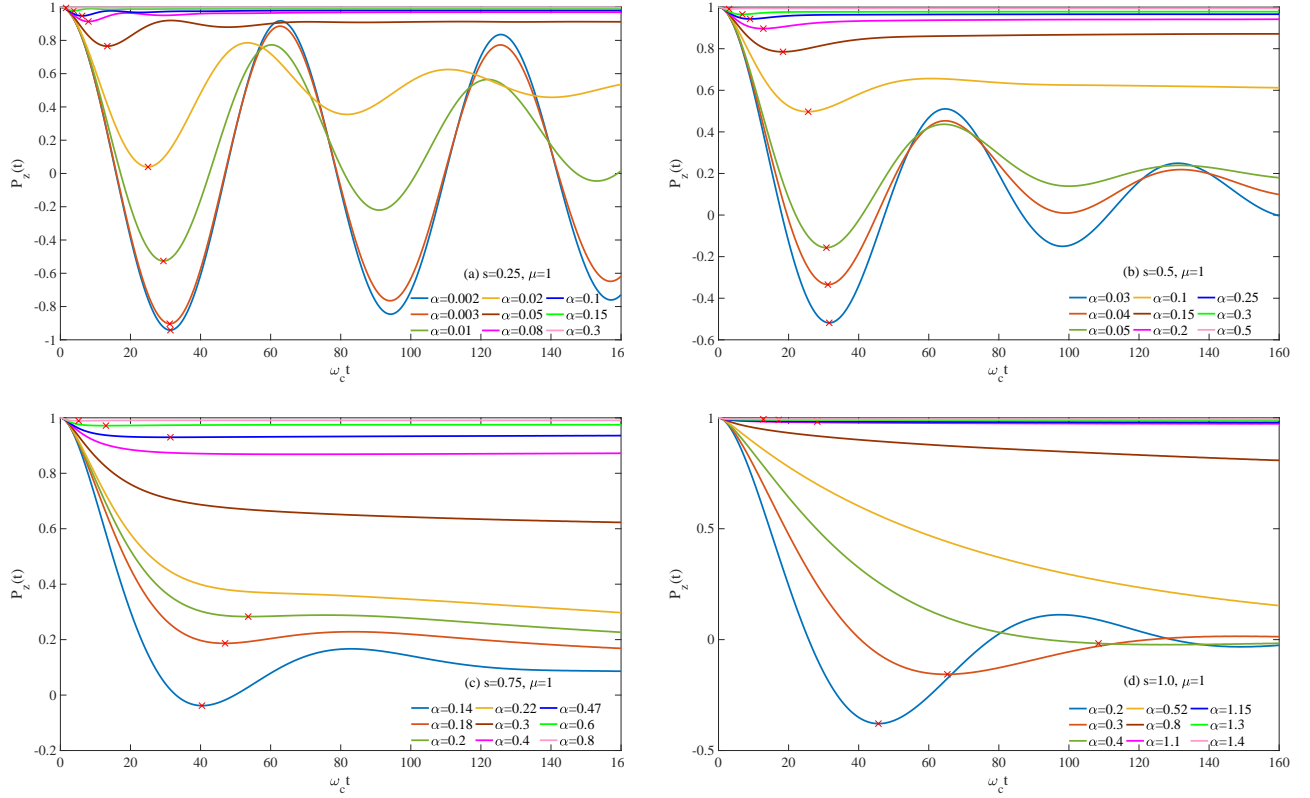 1
0.8
0.6
0.4
0.2
0
-0.2
-0.4
-0.6
-0.8
-1
P_z(t)
0 20 40 60 80 100 120 140 16
ω_c t
(a) s=0.25, μ=1
α=0.002 α=0.02 α=0.1
α=0.003 α=0.05 α=0.15
α=0.01 α=0.08 α=0.3
1
0.8
0.6
0.4
0.2
0
-0.2
-0.4
-0.6
P_z(t)
0 20 40 60 80 100 120 140 160
ω_c t
(b) s=0.5, μ=1
α=0.03 α=0.1 α=0.25
α=0.04 α=0.15 α=0.3
α=0.05 α=0.2 α=0.5
1
0.8
0.6
0.4
0.2
0
-0.2
P_z(t)
0 20 40 60 80 100 120 140 16
ω_c t
(c) s=0.75, μ=1
α=0.14 α=0.22 α=0.47
α=0.18 α=0.3 α=0.6
α=0.2 α=0.4 α=0.8
1
0.5
0
-0.5
P_z(t)
0 20 40 60 80 100 120 140 160
ω_c t
(d) s=1.0, μ=1
α=0.2 α=0.52 α=1.15
α=0.3 α=0.8 α=1.3
α=0.4 α=1.1 α=1.4